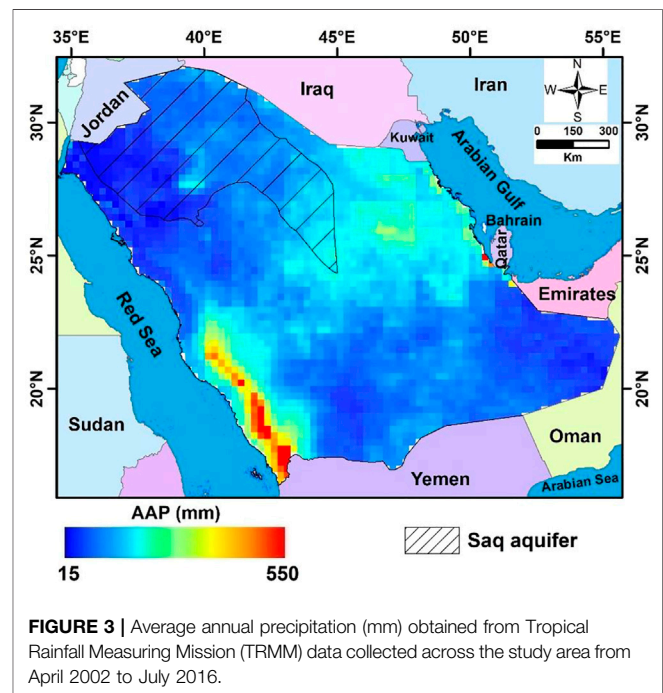 35°E 40°E 45°E 50°E 55°E
N
W E
S
0 150 300
Km
Jordan
Iraq
Iran
Kuwait
30°N 30°N
Arabian Gulf
Bahrain
Qatar
25°N 25°N
Emirates
Red Sea
20°N 20°N
Sudan
Oman
Yemen
Arabian Sea
AAP (mm)
15 550
Saq aquifer
FIGURE 3 | Average annual precipitation (mm) obtained from Tropical
Rainfall Measuring Mission (TRMM) data collected across the study area from
April 2002 to July 2016.